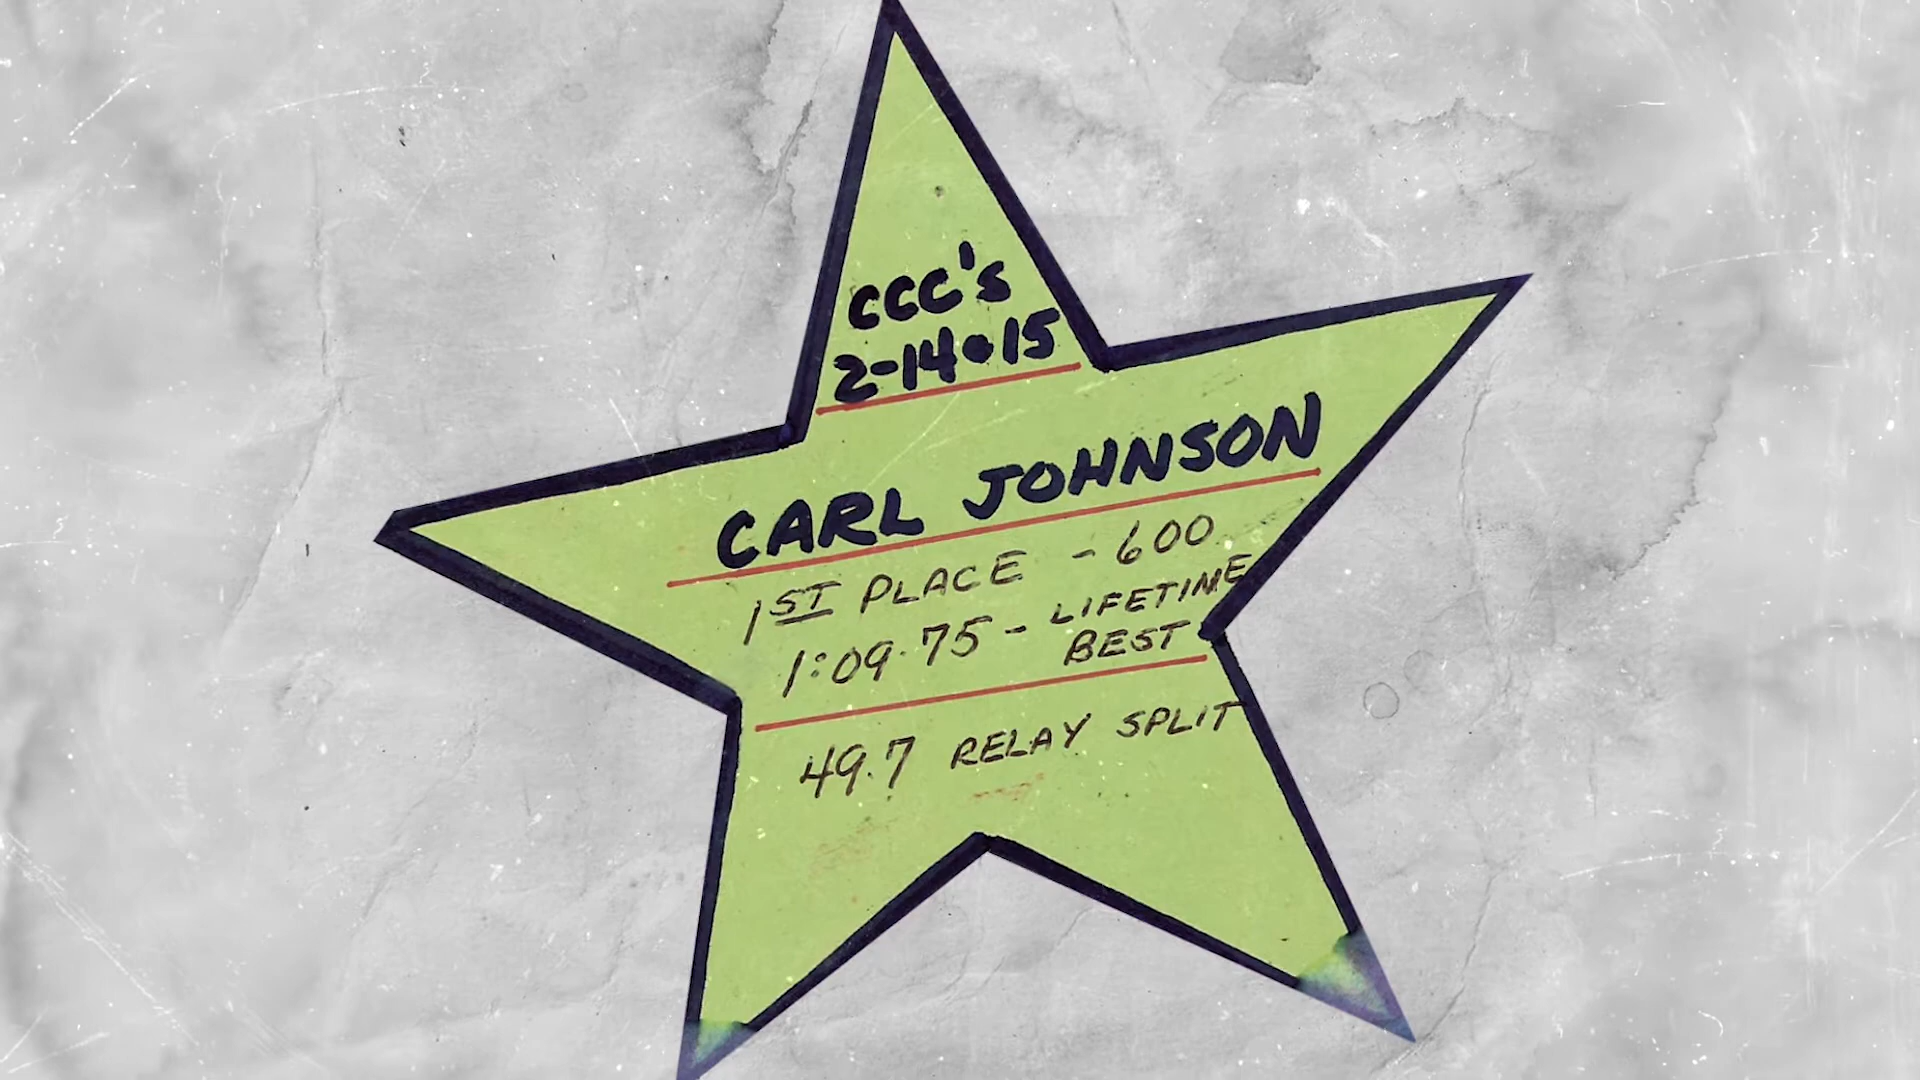 CCC's
2-14•15
CARL JOHNSON
1ST PLACE - 600
1:09.75 - LIFETIME
BEST
49.7 RELAY SPLIT